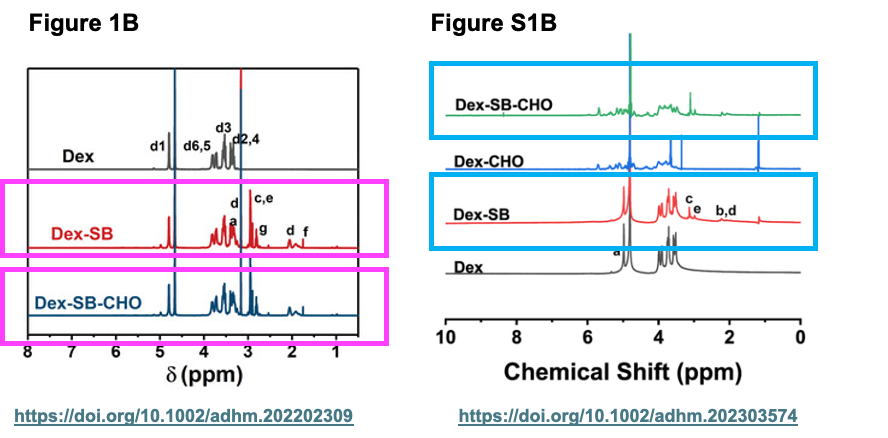 Figure 1B
d1
d6,5
d3
d2,4
Dex
c,e
d
a
g
d
f
Dex-SB
Dex-SB-CHO
8 7 6 5 4 3 2 1
δ (ppm)
https://doi.org/10.1002/adhm.202202309
Figure S1B
Dex-SB-CHO
Dex-CHO
c
e
b,d
Dex-SB
a
Dex
10 8 6 4 2 0
Chemical Shift (ppm)
https://doi.org/10.1002/adhm.202303574